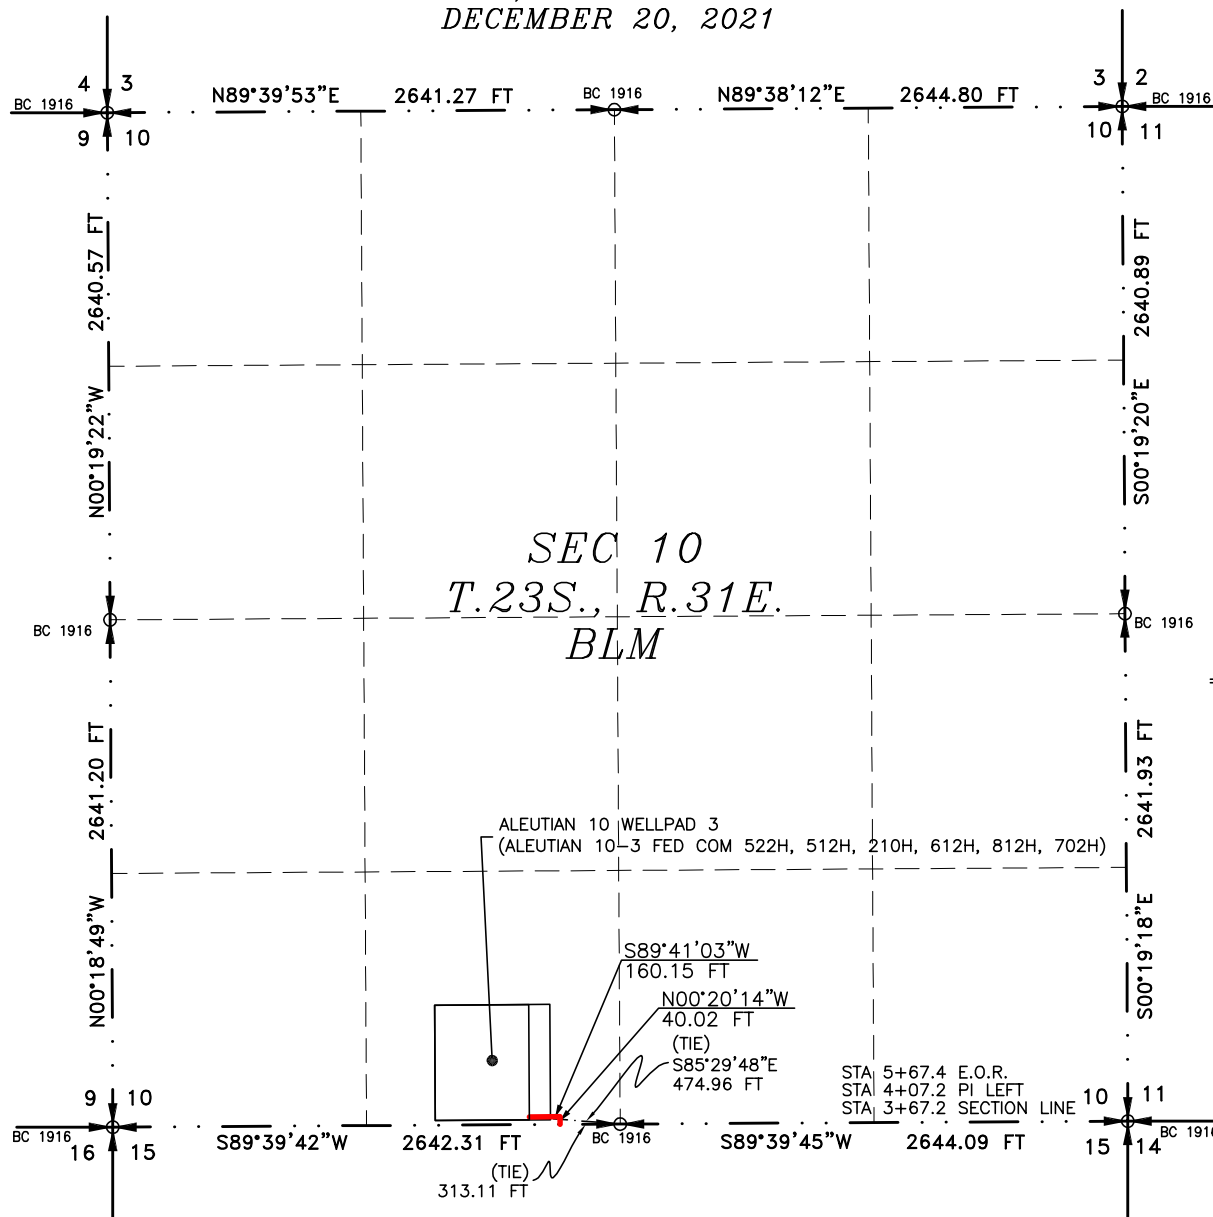 DECEMBER 20, 2021
4 3
3 2
BC 1916
N89°39'53"E 2641.27 FT
BC 1916
N89°38'12"E 2644.80 FT
BC 1916
9 10
10 11
2640.57 FT
2640.89 FT
N00°19'22"W
S00°19'20"E
SEC 10
T.23S., R.31E.
BLM
BC 1916
BC 1916
2641.20 FT
2641.93 FT
ALEUTIAN 10 WELLPAD 3
(ALEUTIAN 10-3 FED COM 522H, 512H, 210H, 612H, 812H, 702H)
N00°18'49"W
S00°19'18"E
S89°41'03"W
160.15 FT
N00°20'14"W
40.02 FT
(TIE)
S85°29'48"E
474.96 FT
STA 5+67.4 E.O.R.
STA 4+07.2 PI LEFT
STA 3+67.2 SECTION LINE
9 10
10 11
BC 1916
S89°39'42"W 2642.31 FT
BC 1916
S89°39'45"W 2644.09 FT
BC 1916
16 15
15 14
(TIE)
313.11 FT